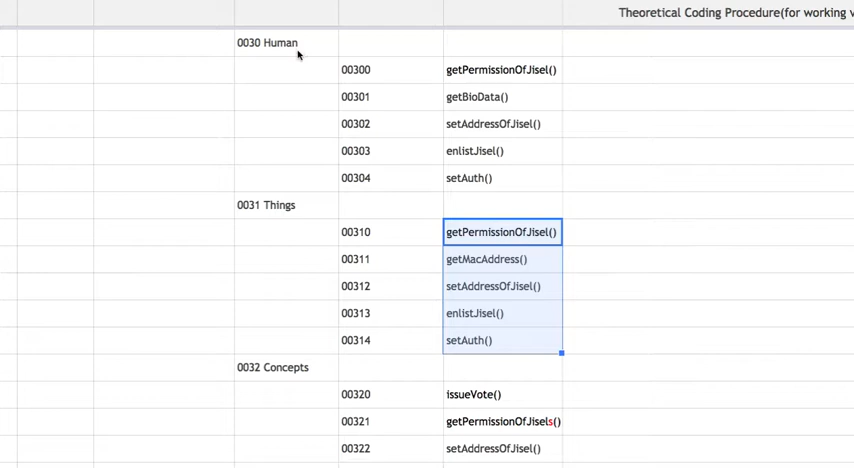 Theoretical Coding Procedure(for working
0030 Human
00300 getPermissionOfJisel()
00301 getBioData()
00302 setAddressOfJisel()
00303 enlistJisel()
00304 setAuth()
0031 Things
00310 getPermissionOfJisel()
00311 getMacAddress()
00312 setAddressOfJisel()
00313 enlistJisel()
00314 setAuth()
0032 Concepts
00320 issueVote()
00321 getPermissionOfJisels()
00322 setAddressOfJisel()